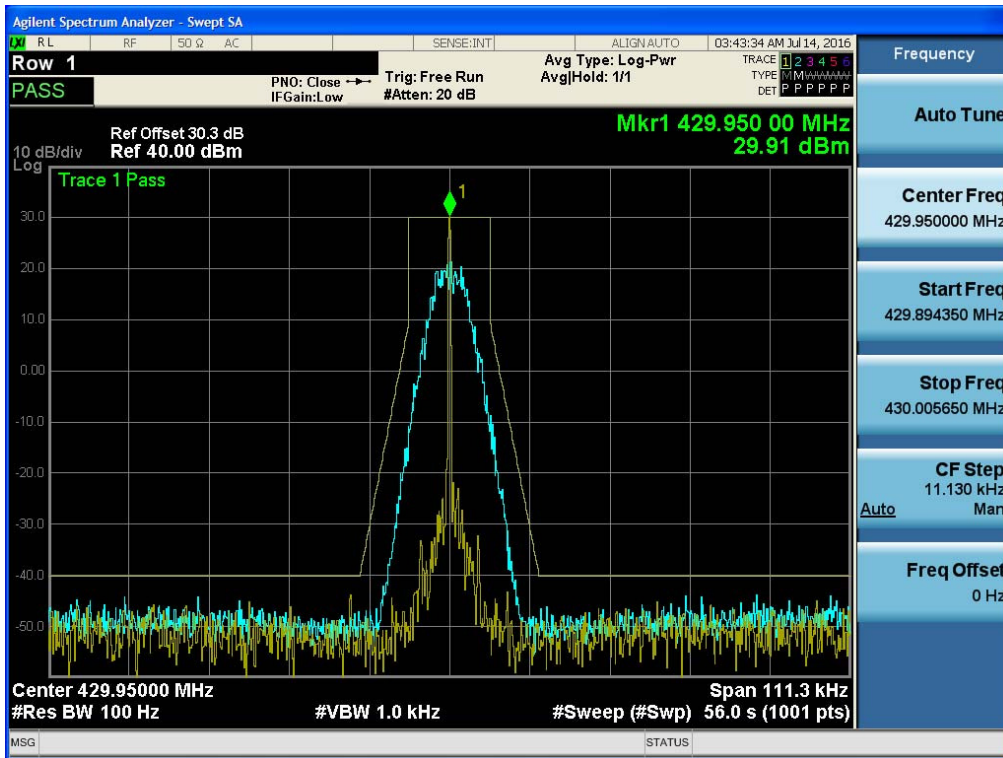 Agilent Spectrum Analyzer - Swept SA
LXI RL RF 50 Ω AC SENSE:INT ALIGN AUTO 03:43:34 AM Jul 14, 2016
Row 1
PASS
PNO: Close
IFGain:Low
Trig: Free Run
#Atten: 20 dB
Avg Type: Log-Pwr
Avg|Hold: 1/1
TRACE 1 2 3 4 5 6
TYPE M M
DET P P P P P P
Frequency
Mkr1 429.950 00 MHz
29.91 dBm
Ref Offset 30.3 dB
10 dB/div Ref 40.00 dBm
Log
Trace 1 Pass
1
30.0
20.0
10.0
0.00
-10.0
-20.0
-30.0
-40.0
-50.0
Center 429.95000 MHz Span 111.3 kHz
#Res BW 100 Hz #VBW 1.0 kHz #Sweep (#Swp) 56.0 s (1001 pts)
Auto Tune
Center Freq
429.950000 MHz
Start Freq
429.894350 MHz
Stop Freq
430.005650 MHz
CF Step
11.130 kHz
Auto Man
Freq Offset
0 Hz
MSG STATUS